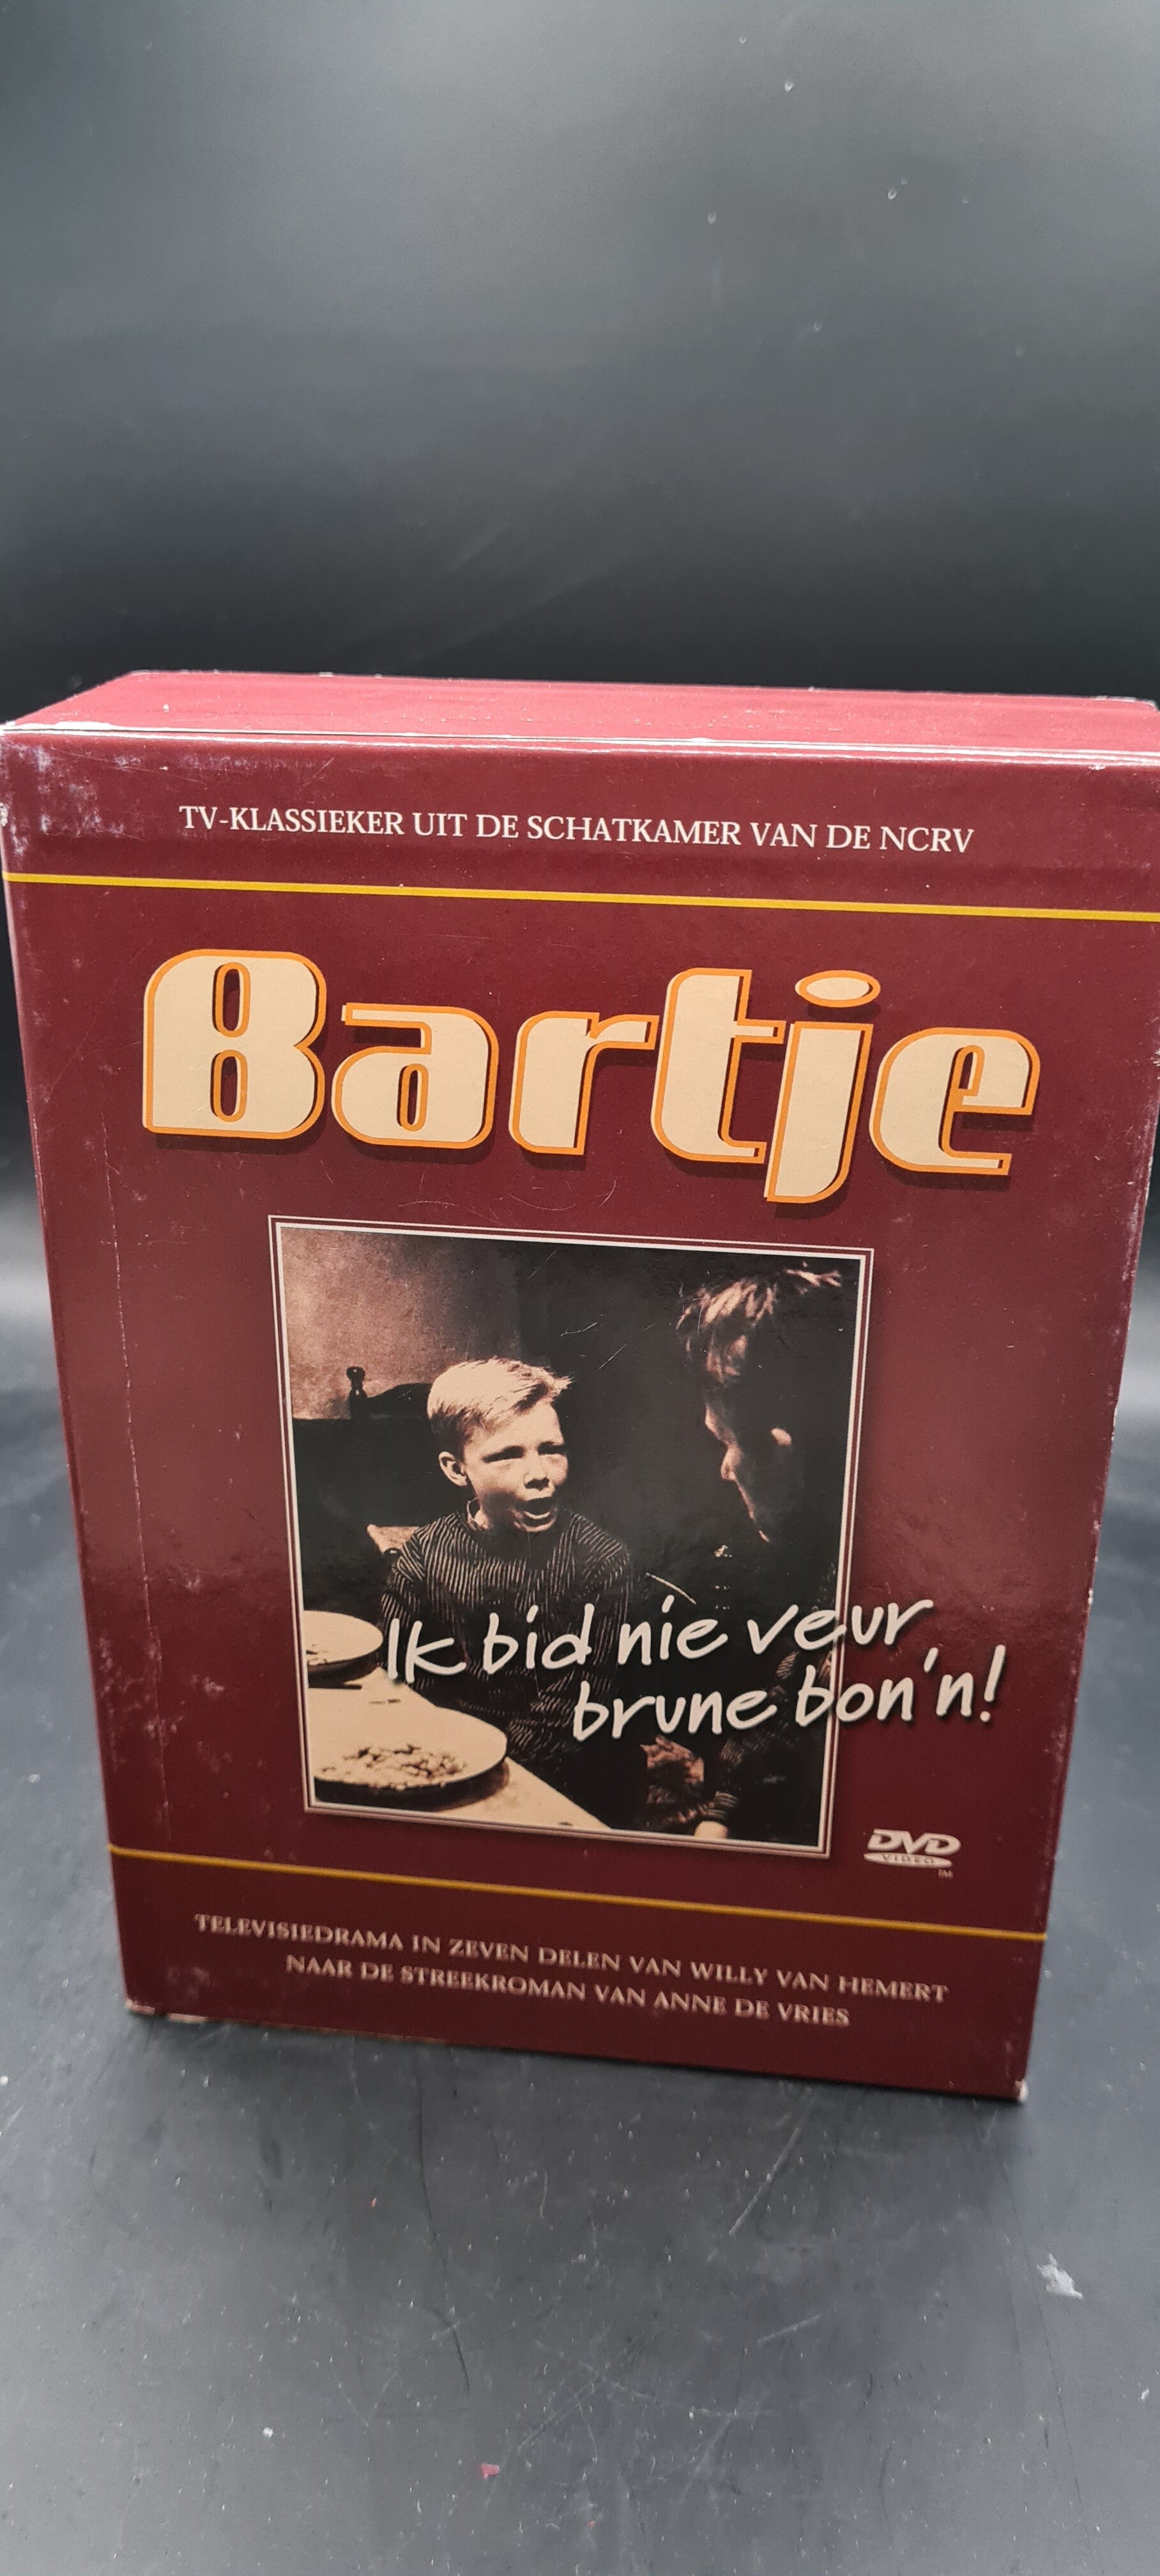 TV-KLASSIEKER UIT DE SCHATKAMER VAN DE NCRV
Bartje
Ik bid nie veur
brune bon'n!
DVD
VIDEO
TM
TELEVISIEDRAMA IN ZEVEN DELEN VAN WILLY VAN HEMERT
NAAR DE STREEKROMAN VAN ANNE DE VRIES